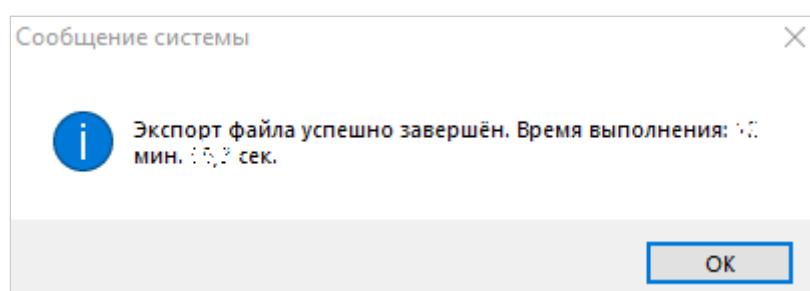 Сообщение системы
Экспорт файла успешно завершён. Время выполнения:
мин. сек.
OK